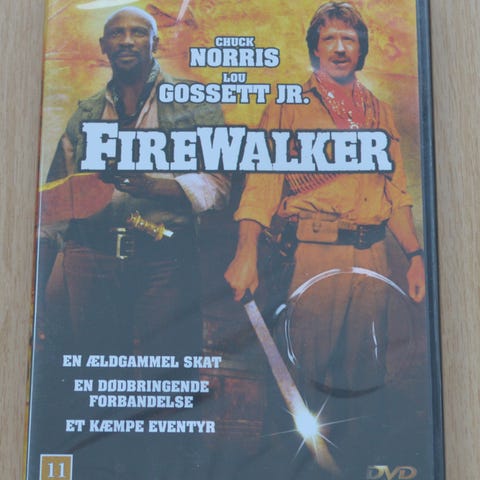 CHUCK
NORRIS
LOU
GOSSETT JR.
FIREWALKER
EN ÆLDGAMMEL SKAT
EN DØDBRINGENDE
FORBANDELSE
ET KÆMPE EVENTYR
11
DVD